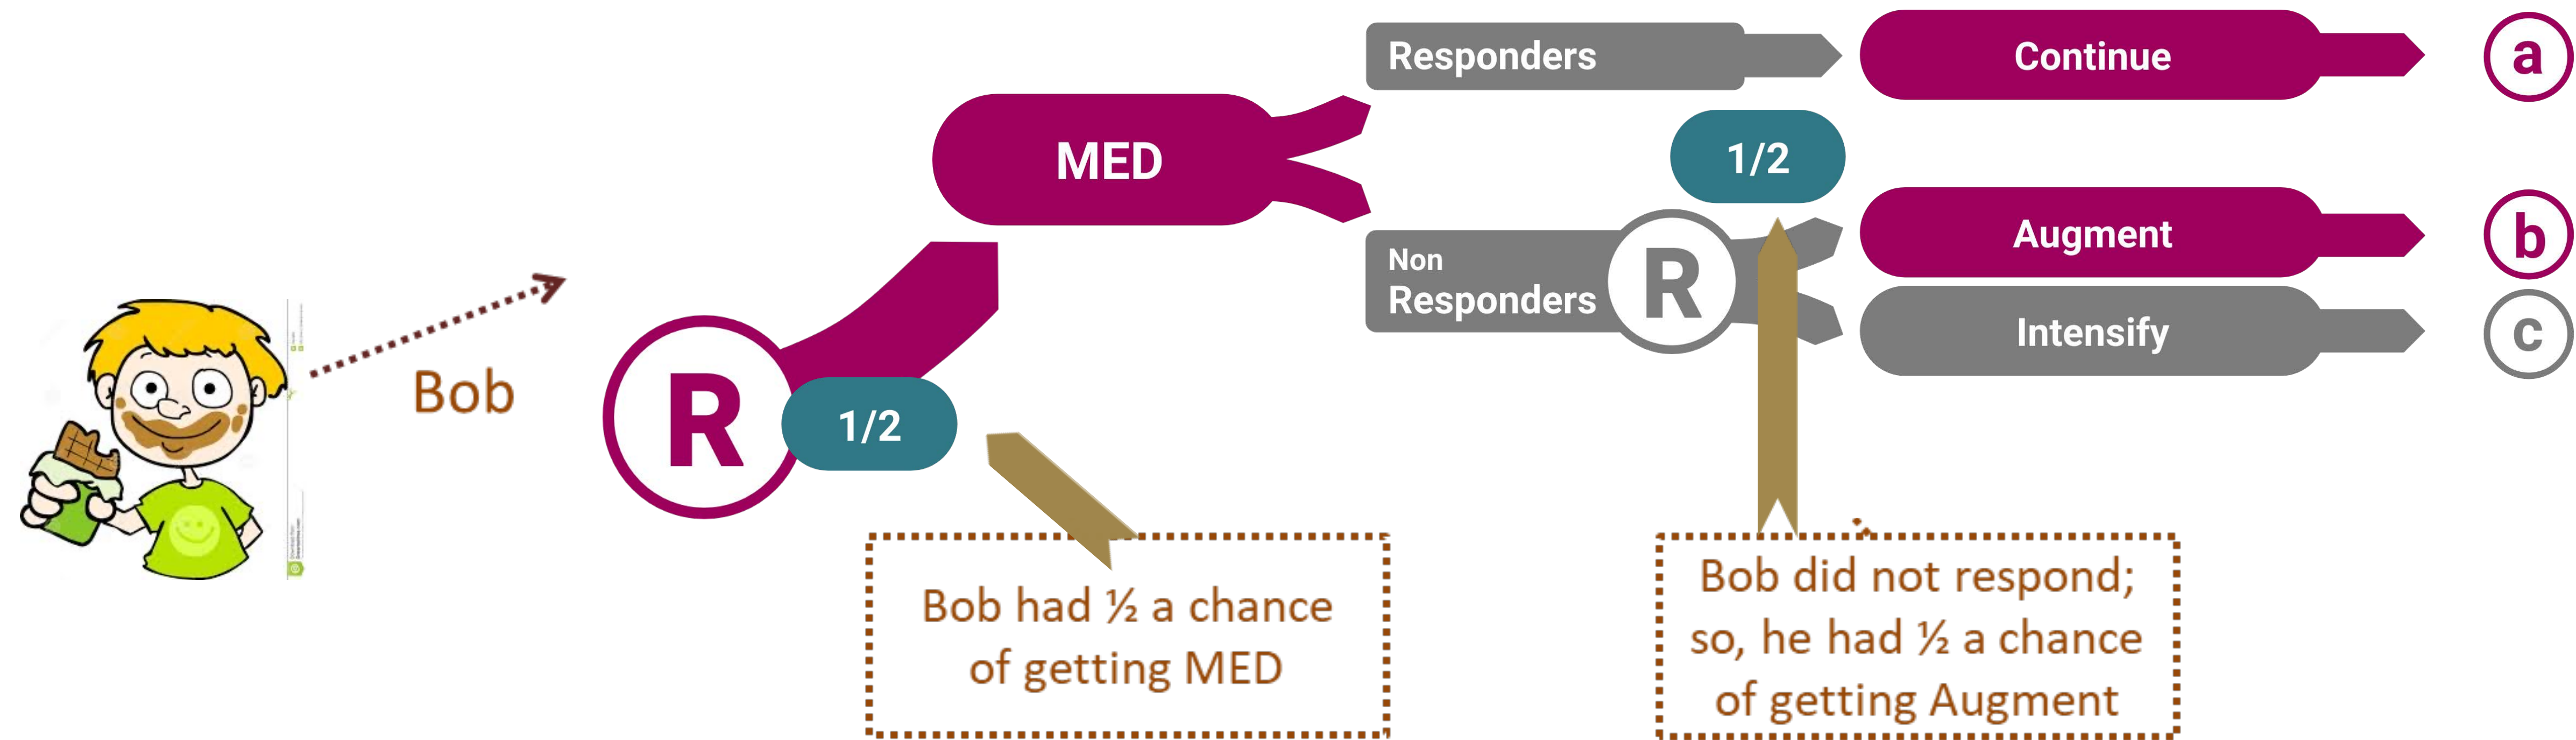 Responders
Continue
a
MED
1/2
Augment
b
Non
Responders
R
Intensify
c
Bob
R
1/2
Bob had ½ a chance
of getting MED
Bob did not respond;
so, he had ½ a chance
of getting Augment